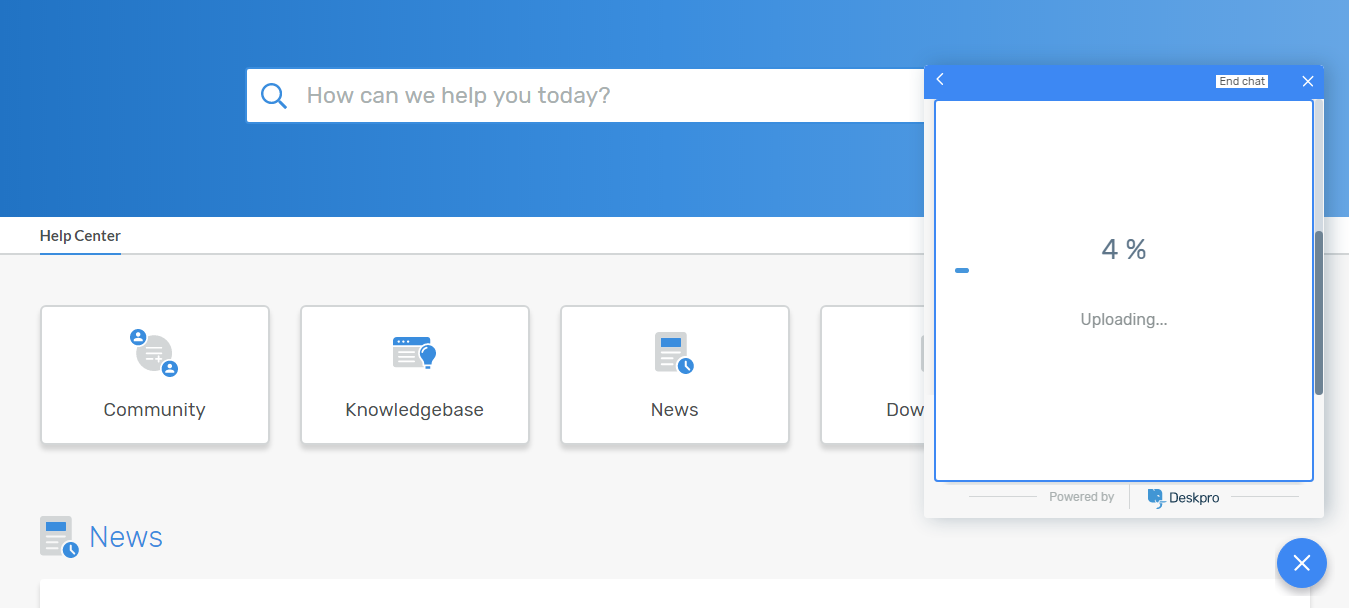 How can we help you today?
End chat
Help Center
4 %
Uploading...
Community
Knowledgebase
News
Dow
Powered by
Deskpro
News